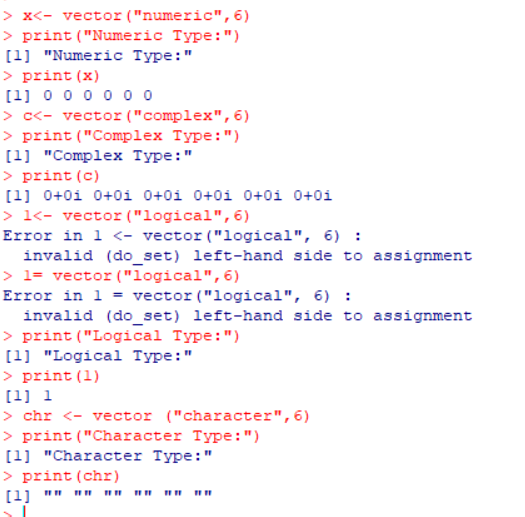 > x<- vector("numeric",6)
> print("Numeric Type:")
[1] "Numeric Type:"
> print(x)
[1] 0 0 0 0 0 0
> c<- vector("complex",6)
> print("Complex Type:")
[1] "Complex Type:"
> print(c)
[1] 0+0i 0+0i 0+0i 0+0i 0+0i 0+0i
> 1<- vector("logical",6)
Error in 1 <- vector("logical", 6) :
  invalid (do_set) left-hand side to assignment
> 1= vector("logical",6)
Error in 1 = vector("logical", 6) :
  invalid (do_set) left-hand side to assignment
> print("Logical Type:")
[1] "Logical Type:"
> print(1)
[1] 1
> chr <- vector ("character",6)
> print("Character Type:")
[1] "Character Type:"
> print(chr)
[1] "" "" "" "" "" ""
>